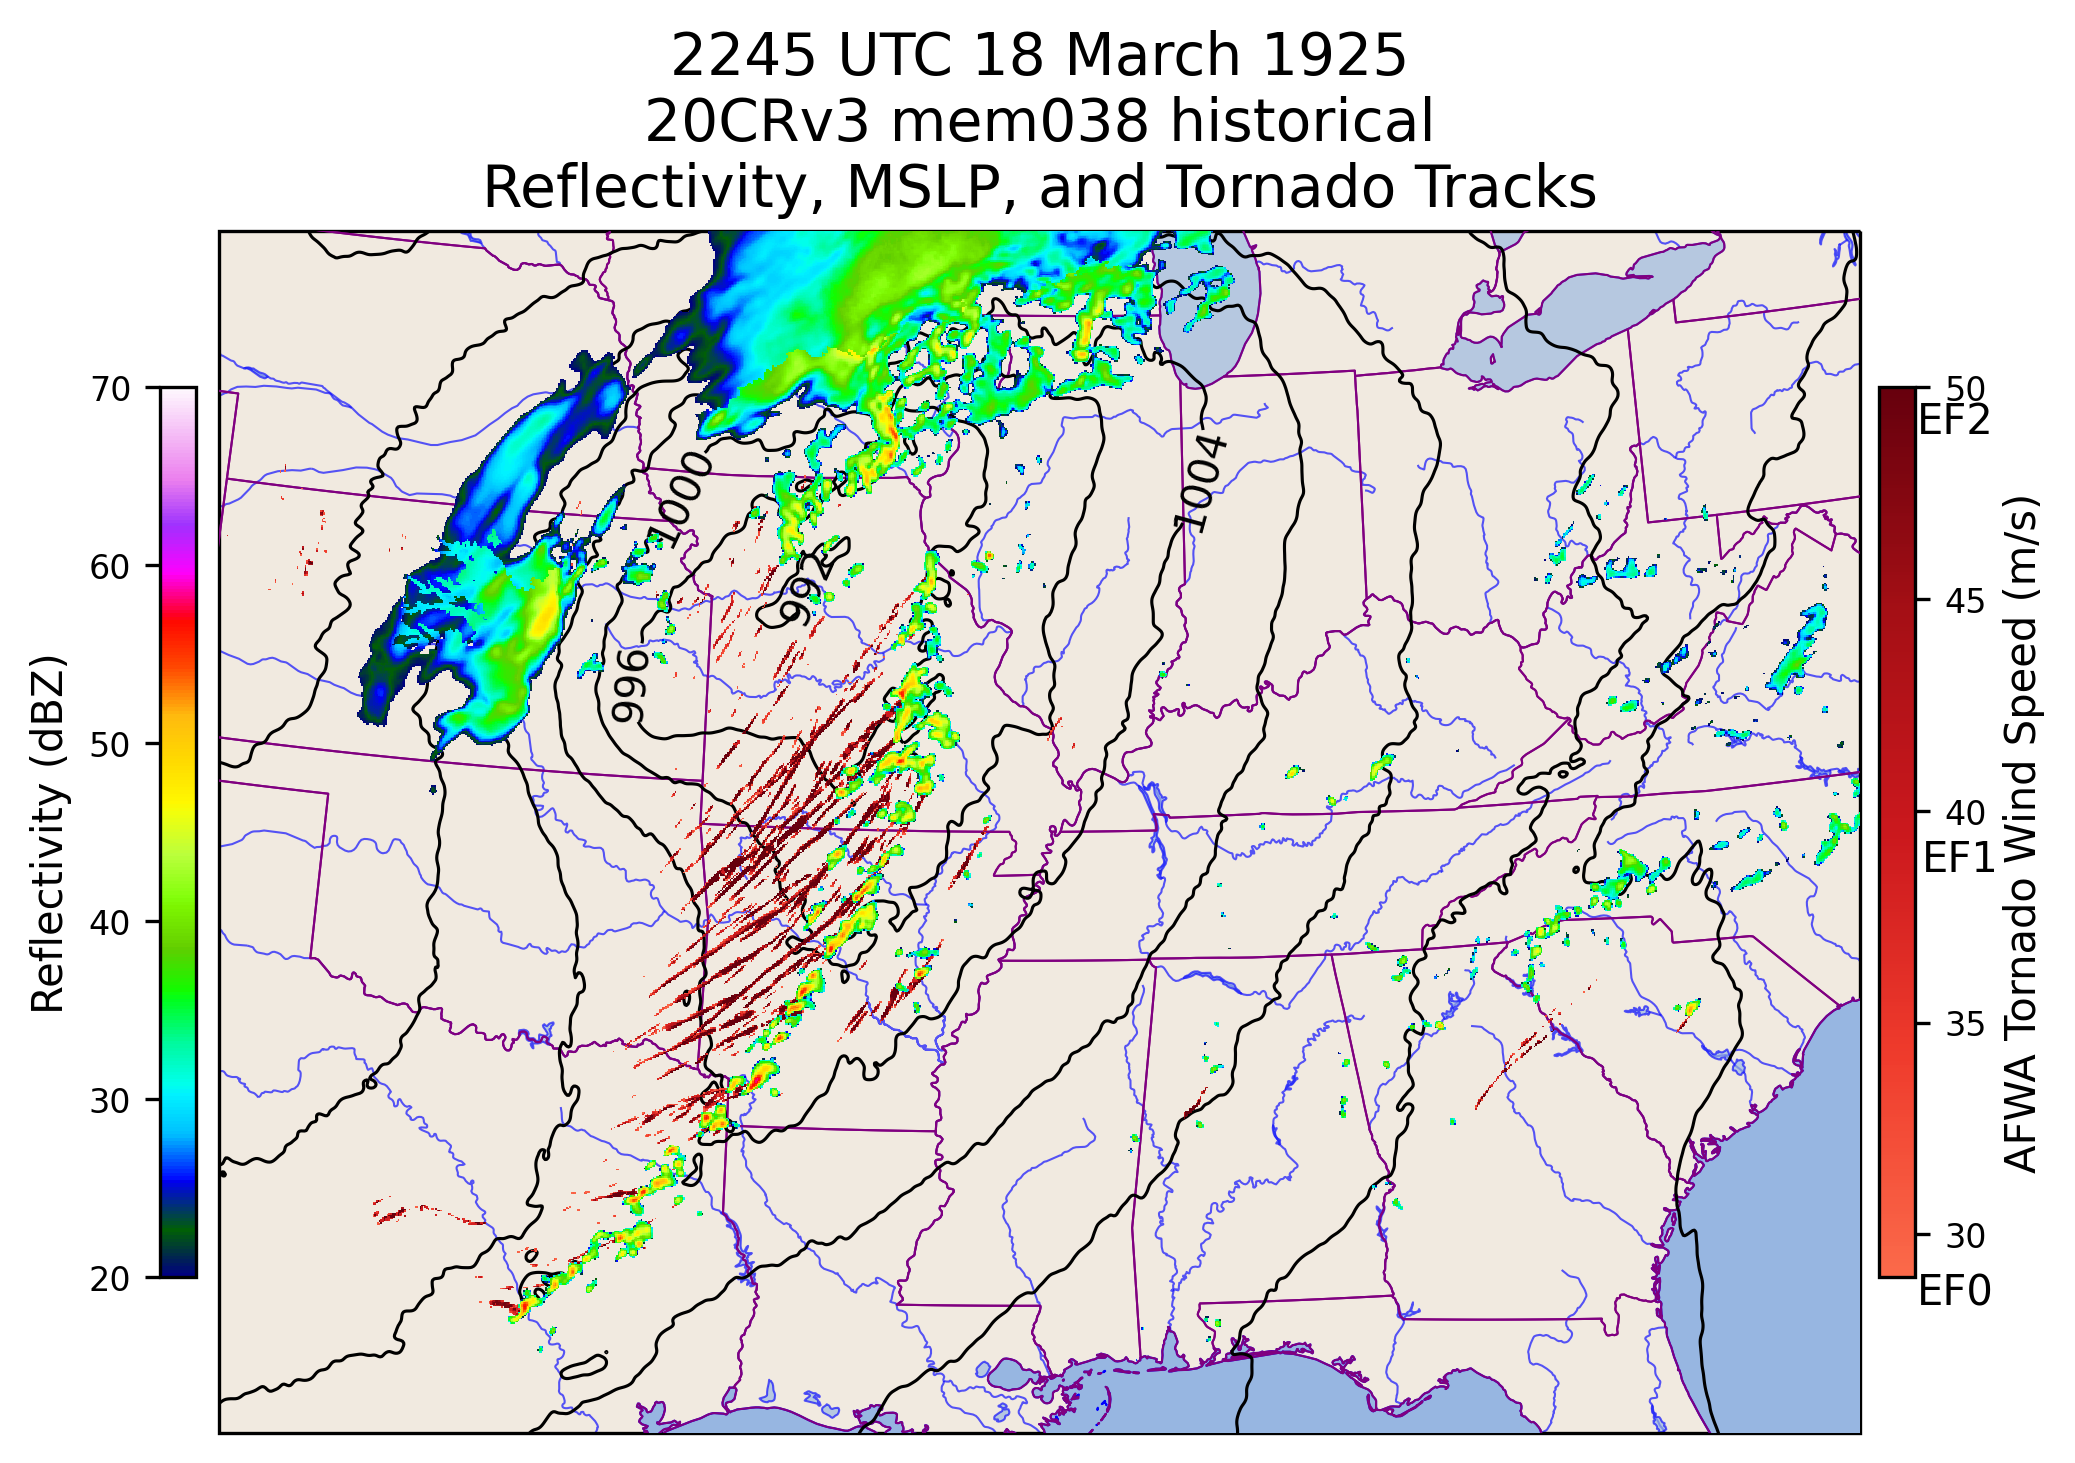 2245 UTC 18 March 1925
20CRv3 mem038 historical
Reflectivity, MSLP, and Tornado Tracks
70
60
50
40
30
20
Reflectivity (dBZ)
1000
1004
992
996
50
EF2
45
40
EF1
35
30
EF0
AFWA Tornado Wind Speed (m/s)